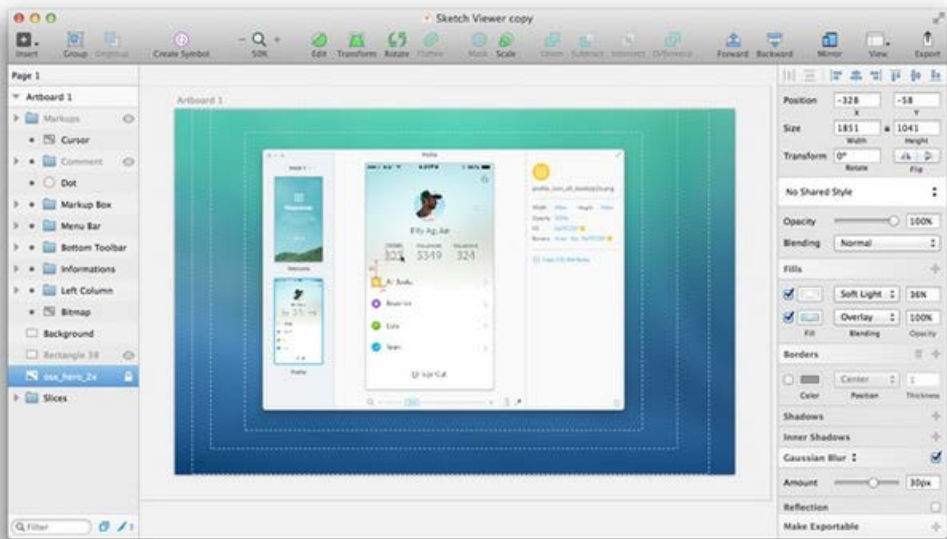 Sketch Viewer copy
Insert Group Ungroup Create Symbol 50% Edit Transform Rotate Flatten Mask Scale Union Subtract Intersect Difference Forward Backward Mirror View Export
Page 1
Artboard 1
Markups
Cursor
Comment
Dot
Markup Box
Menu Bar
Bottom Toolbar
Informations
Left Column
Bitmap
Background
Rectangle 38
osx_hero_2x
Slices
Filter
Artboard 1
Profile
Welcome
Profile
5349 324
Width Height
Opacity
Position -328 -58
X Y
Size 1851 1041
Width Height
Transform 0°
Rotate Flip
No Shared Style
Opacity 100%
Blending Normal
Fills
Soft Light 36%
Overlay 100%
Fill Blending Opacity
Borders
Center 1
Color Position Thickness
Shadows
Inner Shadows
Gaussian Blur
Amount 30px
Reflection
Make Exportable